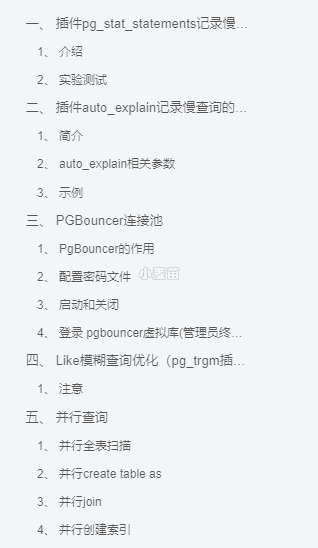 一、 插件pg_stat_statements记录慢…
1、 介绍
2、 实验测试
二、 插件auto_explain记录慢查询的…
1、 简介
2、 auto_explain相关参数
3、 示例
三、 PGBouncer连接池
1、 PgBouncer的作用
2、 配置密码文件
3、 启动和关闭
4、 登录 pgbouncer虚拟库(管理员终…
四、 Like模糊查询优化（pg_trgm插…
1、 注意
五、 并行查询
1、 并行全表扫描
2、 并行create table as
3、 并行join
4、 并行创建索引